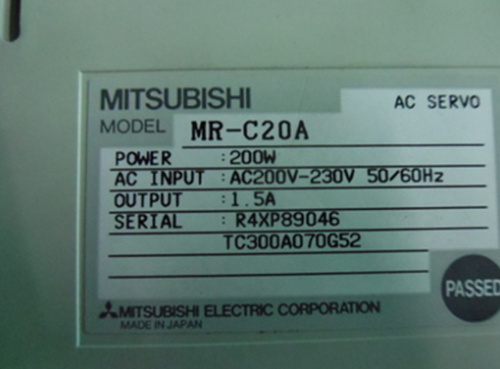 MITSUBISHI
AC SERVO
MODEL MR-C20A
POWER : 200W
AC INPUT : AC200V-230V 50/60Hz
OUTPUT : 1.5A
SERIAL : R4XP89046
TC300A070G52
MITSUBISHI ELECTRIC CORPORATION
MADE IN JAPAN
PASSED